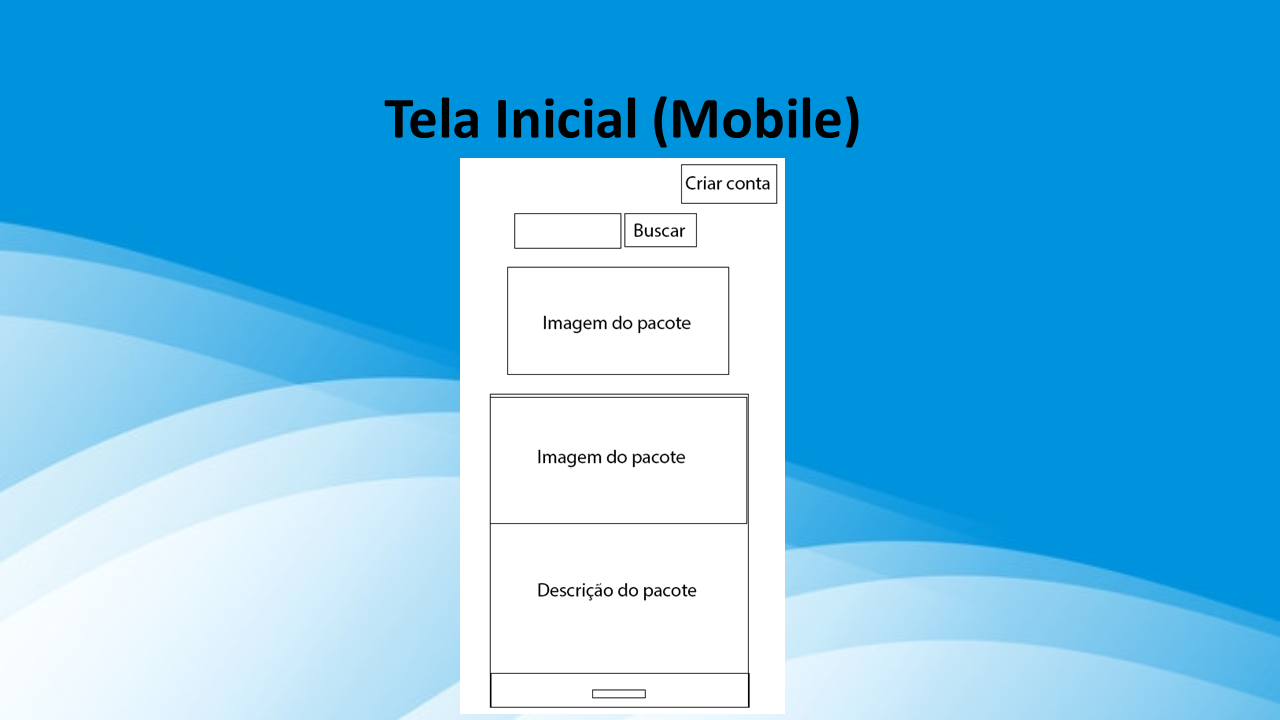 Tela Inicial (Mobile)
Criar conta
Buscar
Imagem do pacote
Imagem do pacote
Descrição do pacote